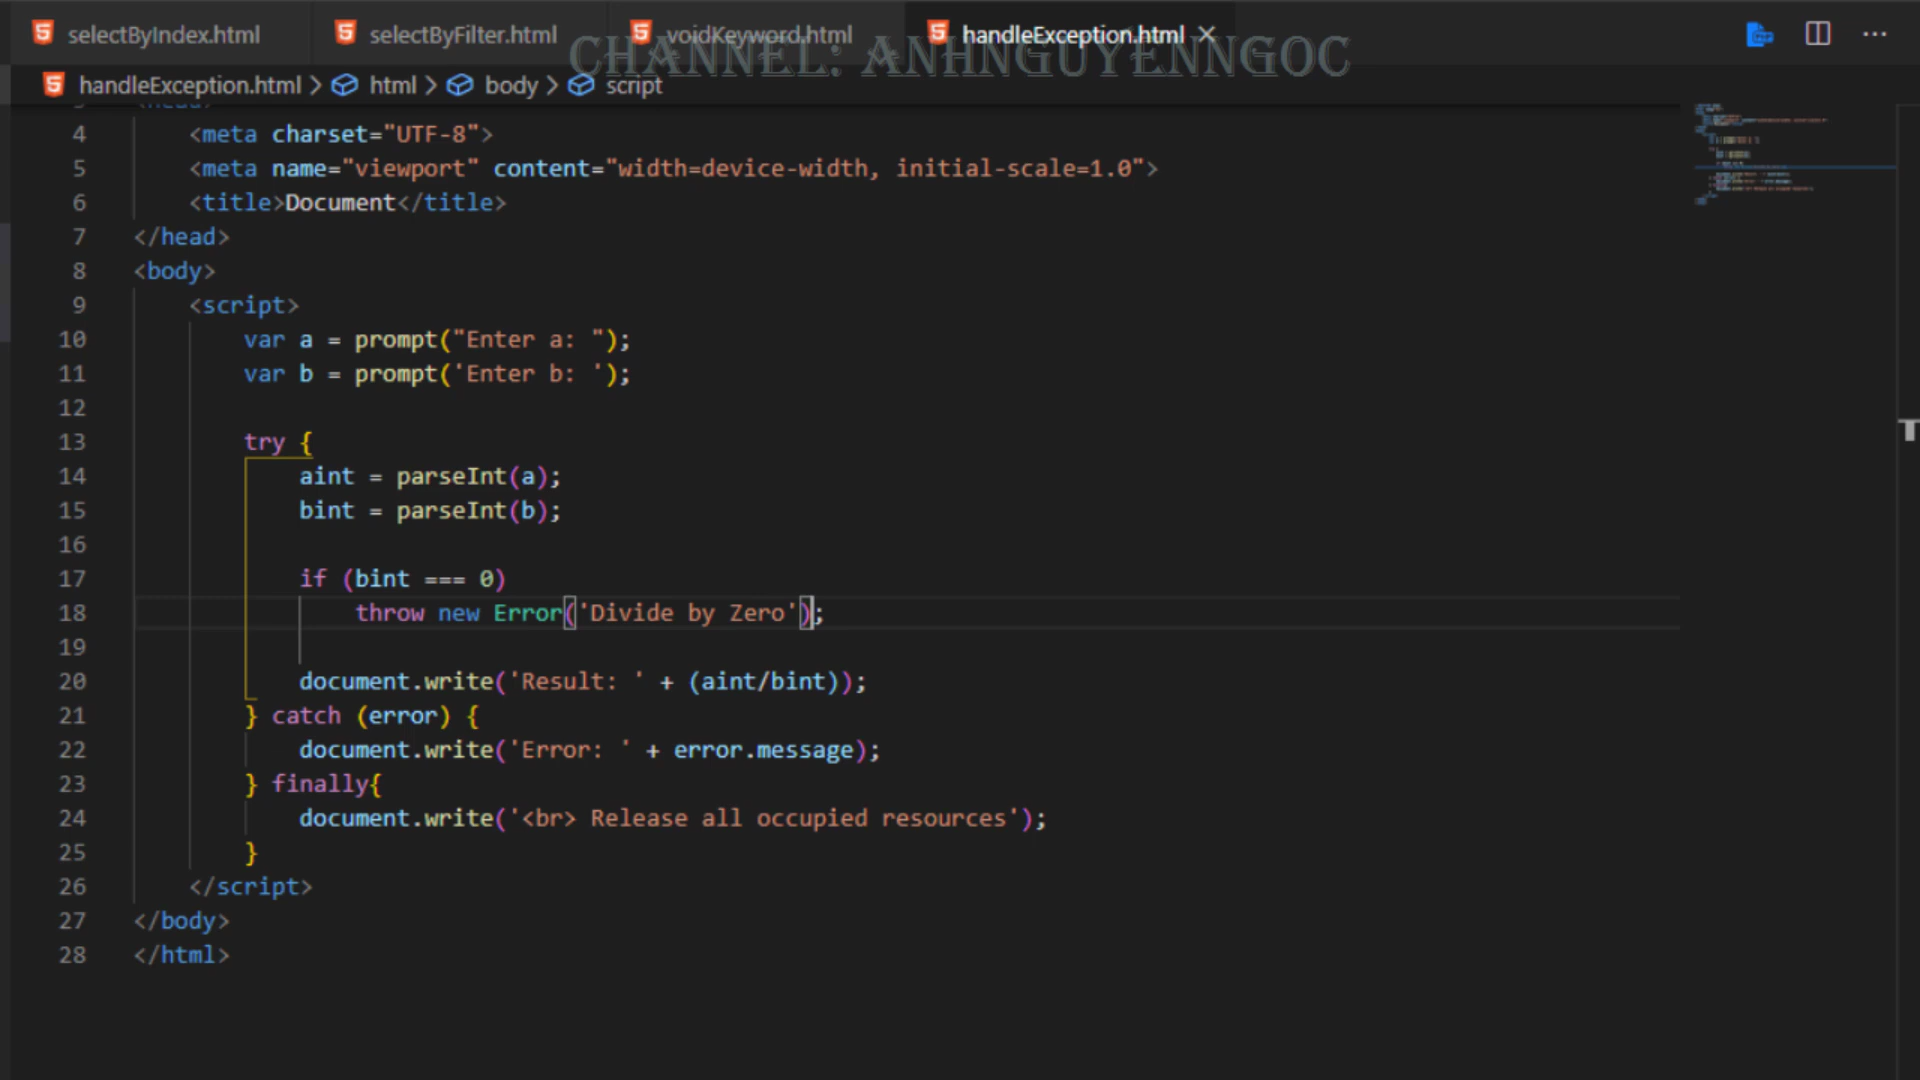 selectByIndex.html selectByFilter.html voidKeyword.html handleException.html
CHANNEL: ANHNGUYENNGOC
handleException.html > html > body > script
3 <head>
4 <meta charset="UTF-8">
5 <meta name="viewport" content="width=device-width, initial-scale=1.0">
6 <title>Document</title>
7 </head>
8 <body>
9 <script>
10 var a = prompt("Enter a: ");
11 var b = prompt('Enter b: ');
12
13 try {
14 aint = parseInt(a);
15 bint = parseInt(b);
16
17 if (bint === 0)
18 throw new Error('Divide by Zero');
19
20 document.write('Result: ' + (aint/bint));
21 } catch (error) {
22 document.write('Error: ' + error.message);
23 } finally{
24 document.write('<br> Release all occupied resources');
25 }
26 </script>
27 </body>
28 </html>
T